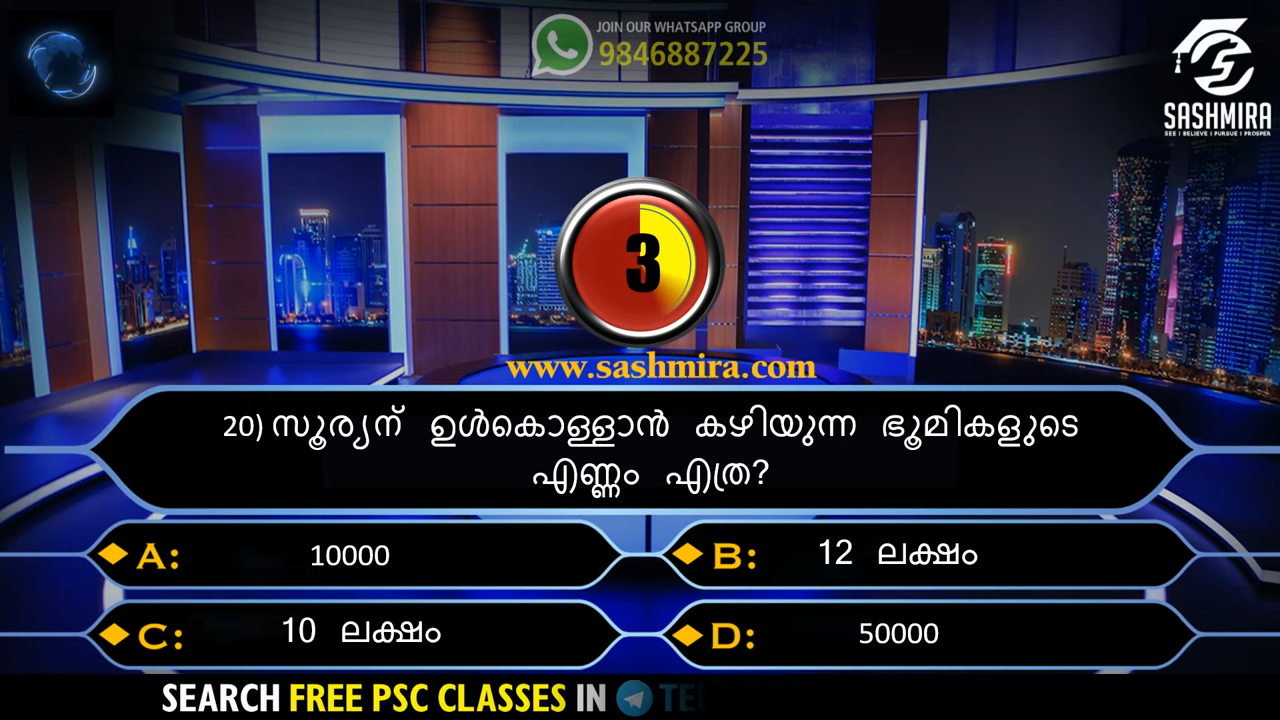 JOIN OUR WHATSAPP GROUP
9846887225
SASHMIRA
SEE I BELIEVE I PURSUE I PROSPER
3
www.sashmira.com
20) സൂര്യന് ഉൾകൊള്ളാൻ കഴിയുന്ന ഭൂമികളുടെ
എണ്ണം എത്ര?
A: 10000
B: 12 ലക്ഷം
C: 10 ലക്ഷം
D: 50000
SEARCH FREE PSC CLASSES IN